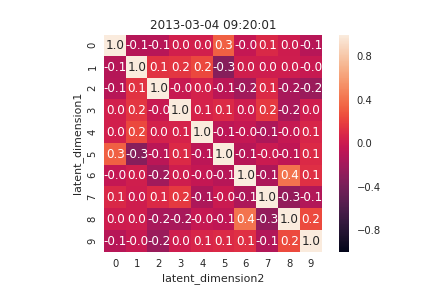 2013-03-04 09:20:01
latent_dimension1
0 1.0 -0.1 -0.1 0.0 0.0 0.3 -0.0 0.1 0.0 -0.1
1 -0.1 1.0 0.1 0.2 0.2 -0.3 0.0 0.0 -0.0 -0.0
2 -0.1 0.1 1.0 -0.0 0.0 -0.1 -0.2 0.1 -0.2 -0.2
3 0.0 0.2 -0.0 1.0 0.1 0.1 0.0 0.2 -0.2 0.0
4 0.0 0.2 0.0 0.1 1.0 -0.1 -0.0 -0.1 -0.0 0.1
5 0.3 -0.3 -0.1 0.1 -0.1 1.0 -0.1 -0.0 -0.1 0.1
6 -0.0 0.0 -0.2 0.0 -0.0 -0.1 1.0 -0.1 0.4 0.1
7 0.1 0.0 0.1 0.2 -0.1 -0.0 -0.1 1.0 -0.3 -0.1
8 0.0 -0.0 -0.2 -0.2 -0.0 -0.1 0.4 -0.3 1.0 0.2
9 -0.1 -0.0 -0.2 0.0 0.1 0.1 0.1 -0.1 0.2 1.0
0 1 2 3 4 5 6 7 8 9
latent_dimension2
0.8
0.4
0.0
−0.4
−0.8